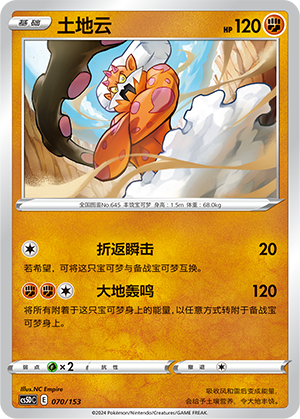 基础
土地云
HP 120
全国图鉴No.645 丰饶宝可梦 身高：1.5m 体重：68.0kg
折返瞬击 20
若希望，可将这只宝可梦与备战宝可梦互换。
大地轰鸣 120
将所有附着于这只宝可梦身上的能量，以任意方式转附于备战宝可梦身上。
弱点 ×2 抗性 撤退
Illus.NC Empire
cs5D C E 070/153
吸收风和雷后变成能量，
会给予土壤营养，令大地丰饶。
©2024 Pokémon/Nintendo/Creatures/GAME FREAK.